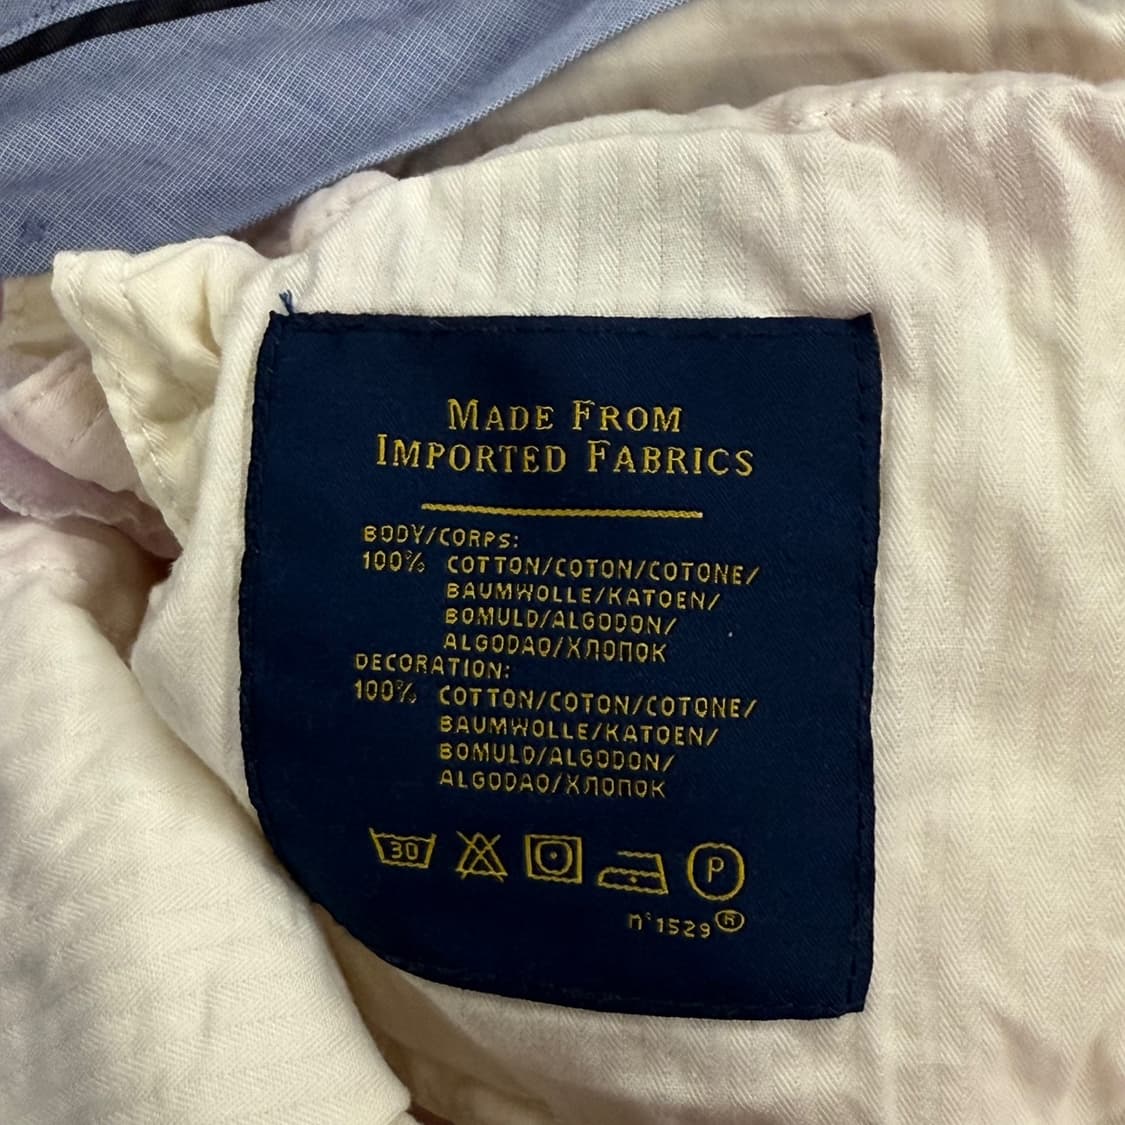 MADE FROM
IMPORTED FABRICS
BODY/CORPS:
100% COTTON/COTON/COTONE/
BAUMWOLLE/KATOEN/
BOMULD/ALGODON/
ALGODAO/ХЛОПОК
DECORATION:
100% COTTON/COTON/COTONE/
BAUMWOLLE/KATOEN/
BOMULD/ALGODON/
ALGODAO/ХЛОПОК
30 P
n°1529®